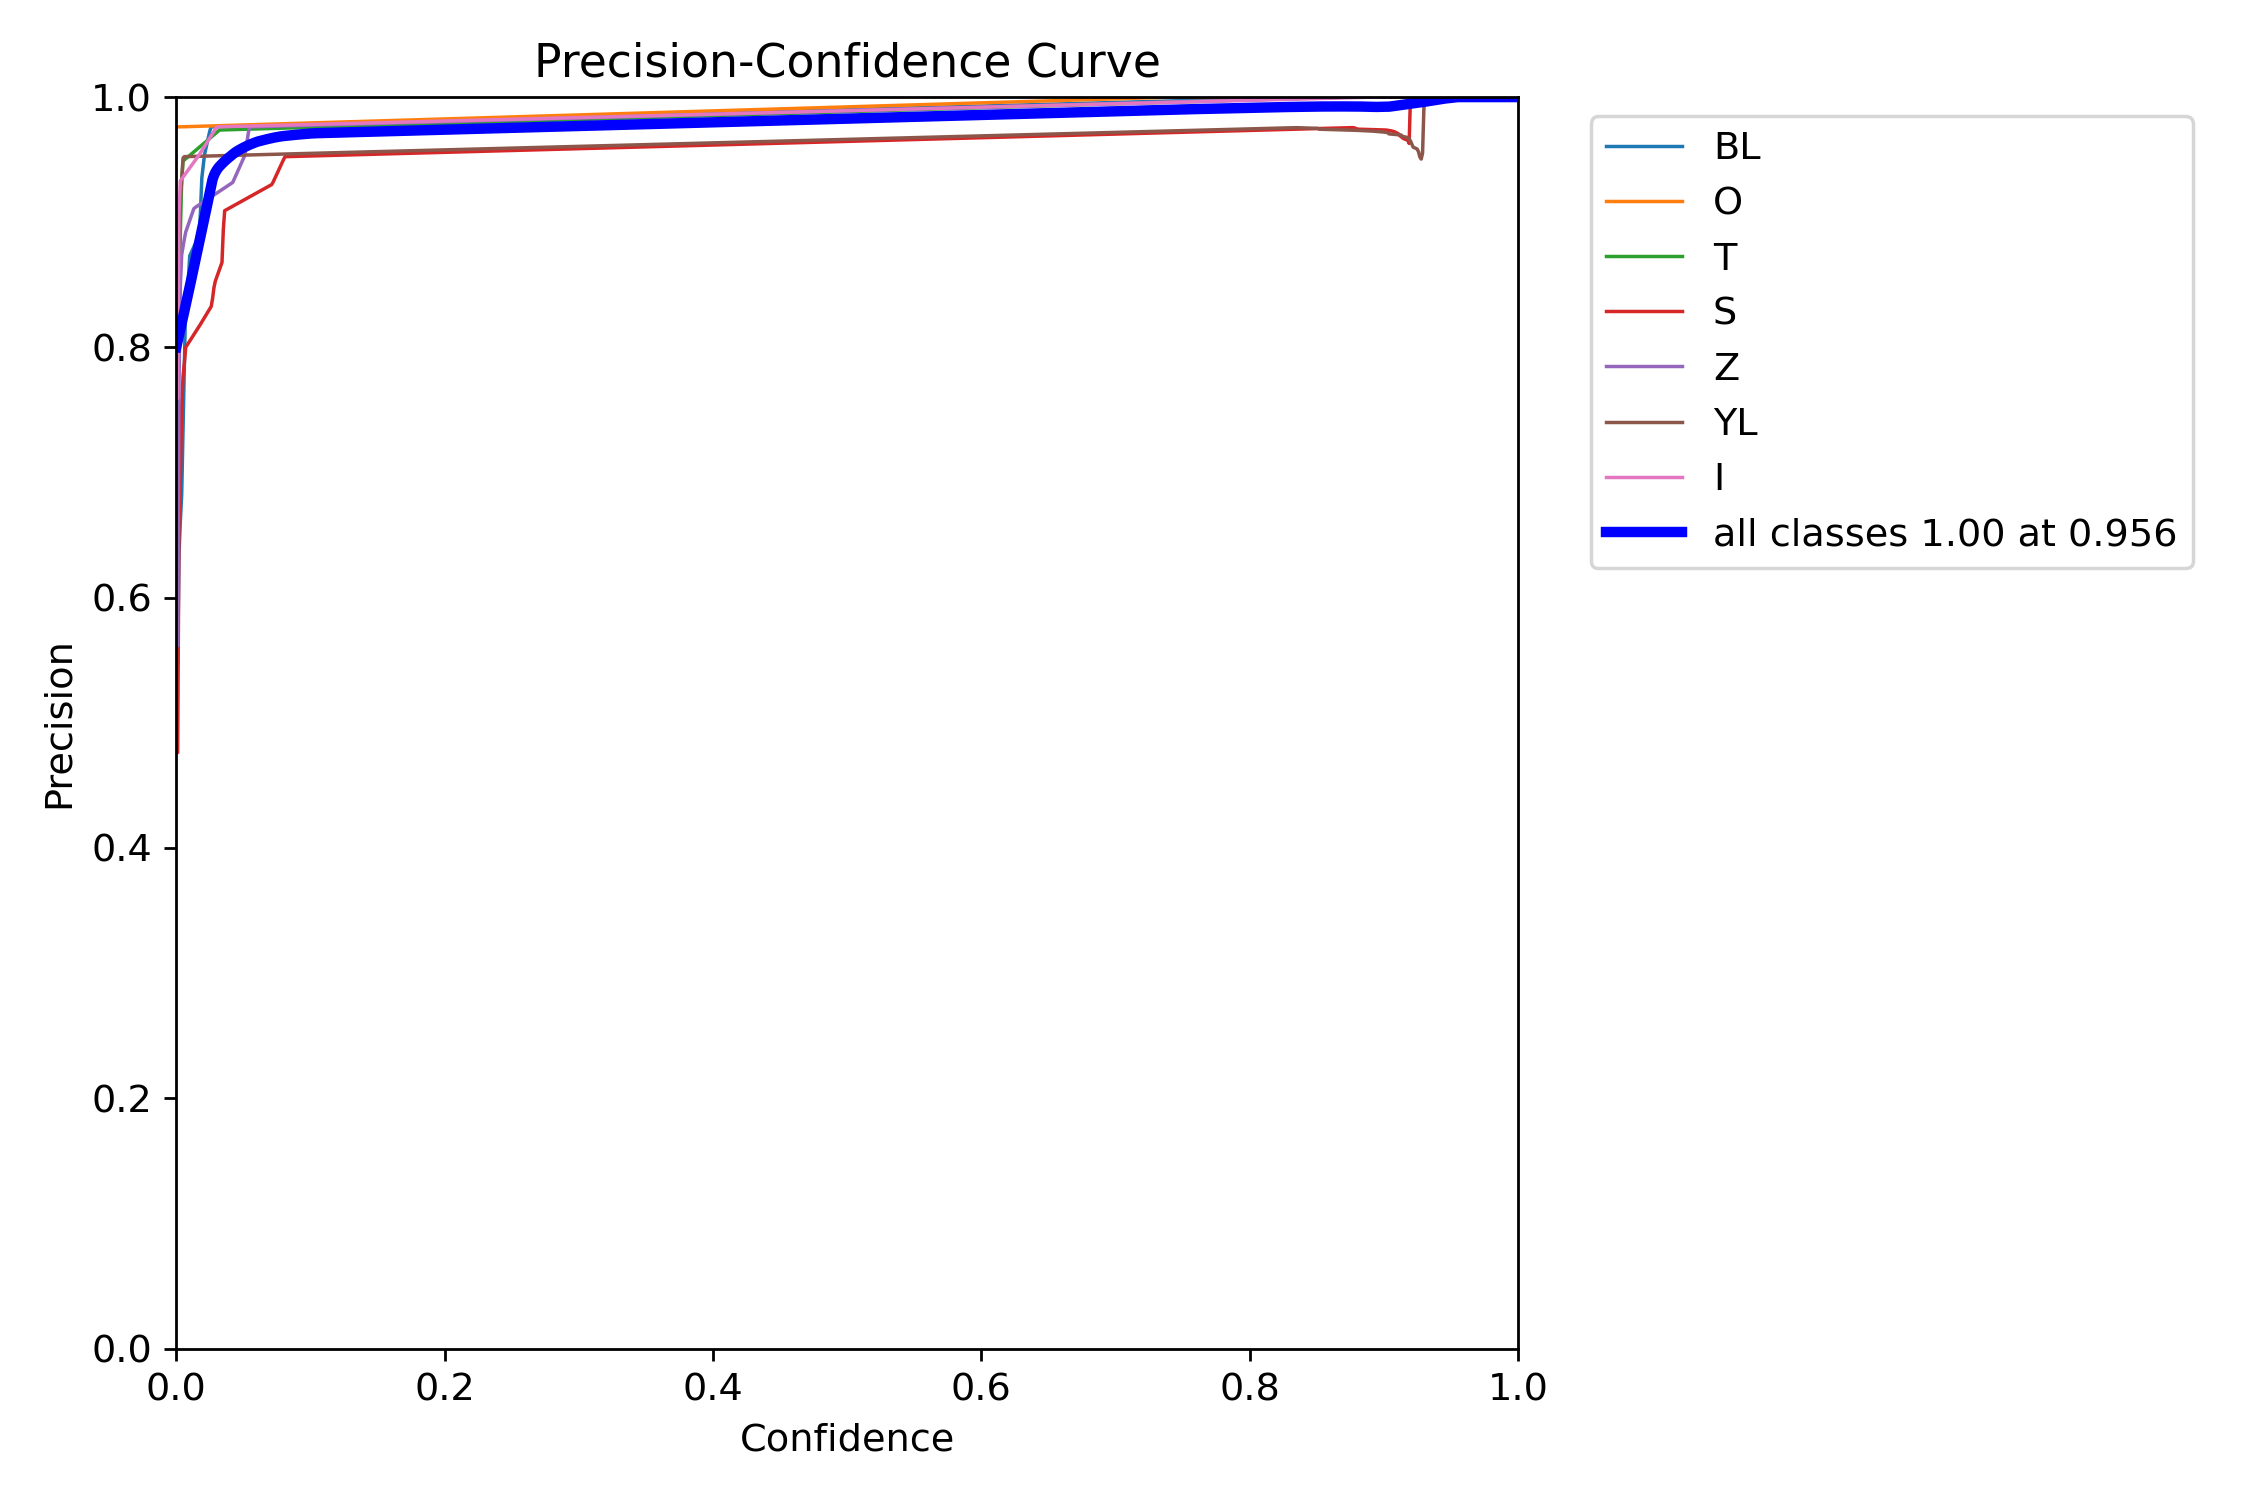 Precision-Confidence Curve
1.0
0.8
0.6
0.4
0.2
0.0
Precision
0.0 0.2 0.4 0.6 0.8 1.0
Confidence
BL
O
T
S
Z
YL
I
all classes 1.00 at 0.956